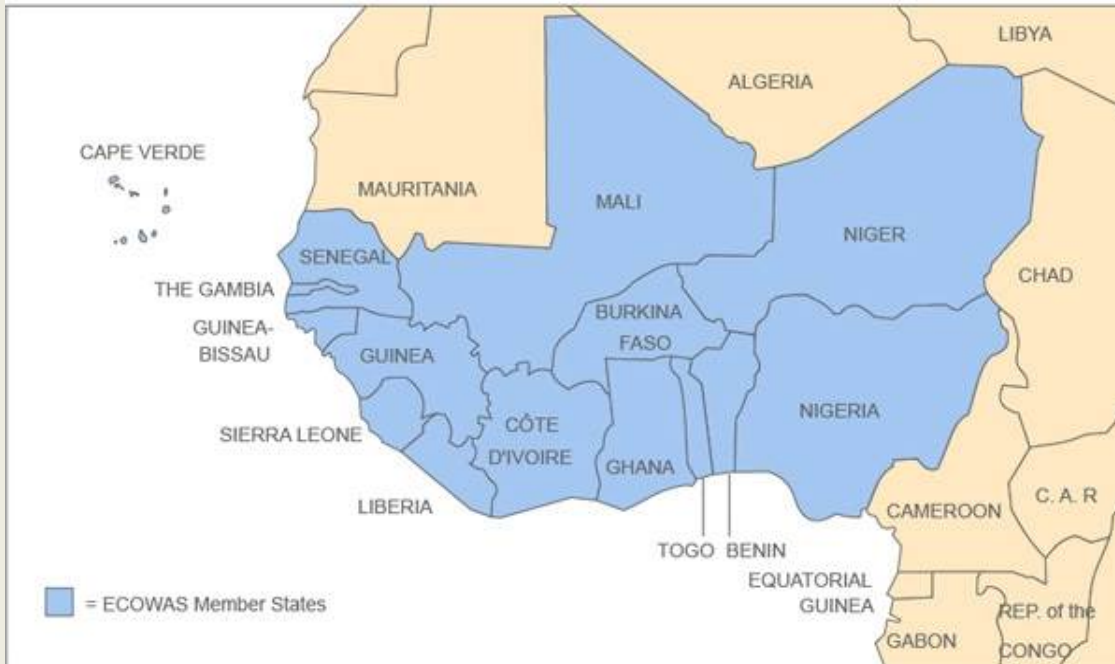 LIBYA
ALGERIA
CAPE VERDE
MAURITANIA
MALI
NIGER
SENEGAL
CHAD
THE GAMBIA
BURKINA
FASO
GUINEA-
BISSAU
GUINEA
NIGERIA
CÔTE
D'IVOIRE
SIERRA LEONE
GHANA
LIBERIA
CAMEROON
C. A. R
TOGO
BENIN
EQUATORIAL
GUINEA
= ECOWAS Member States
GABON
REP. of the
CONGO